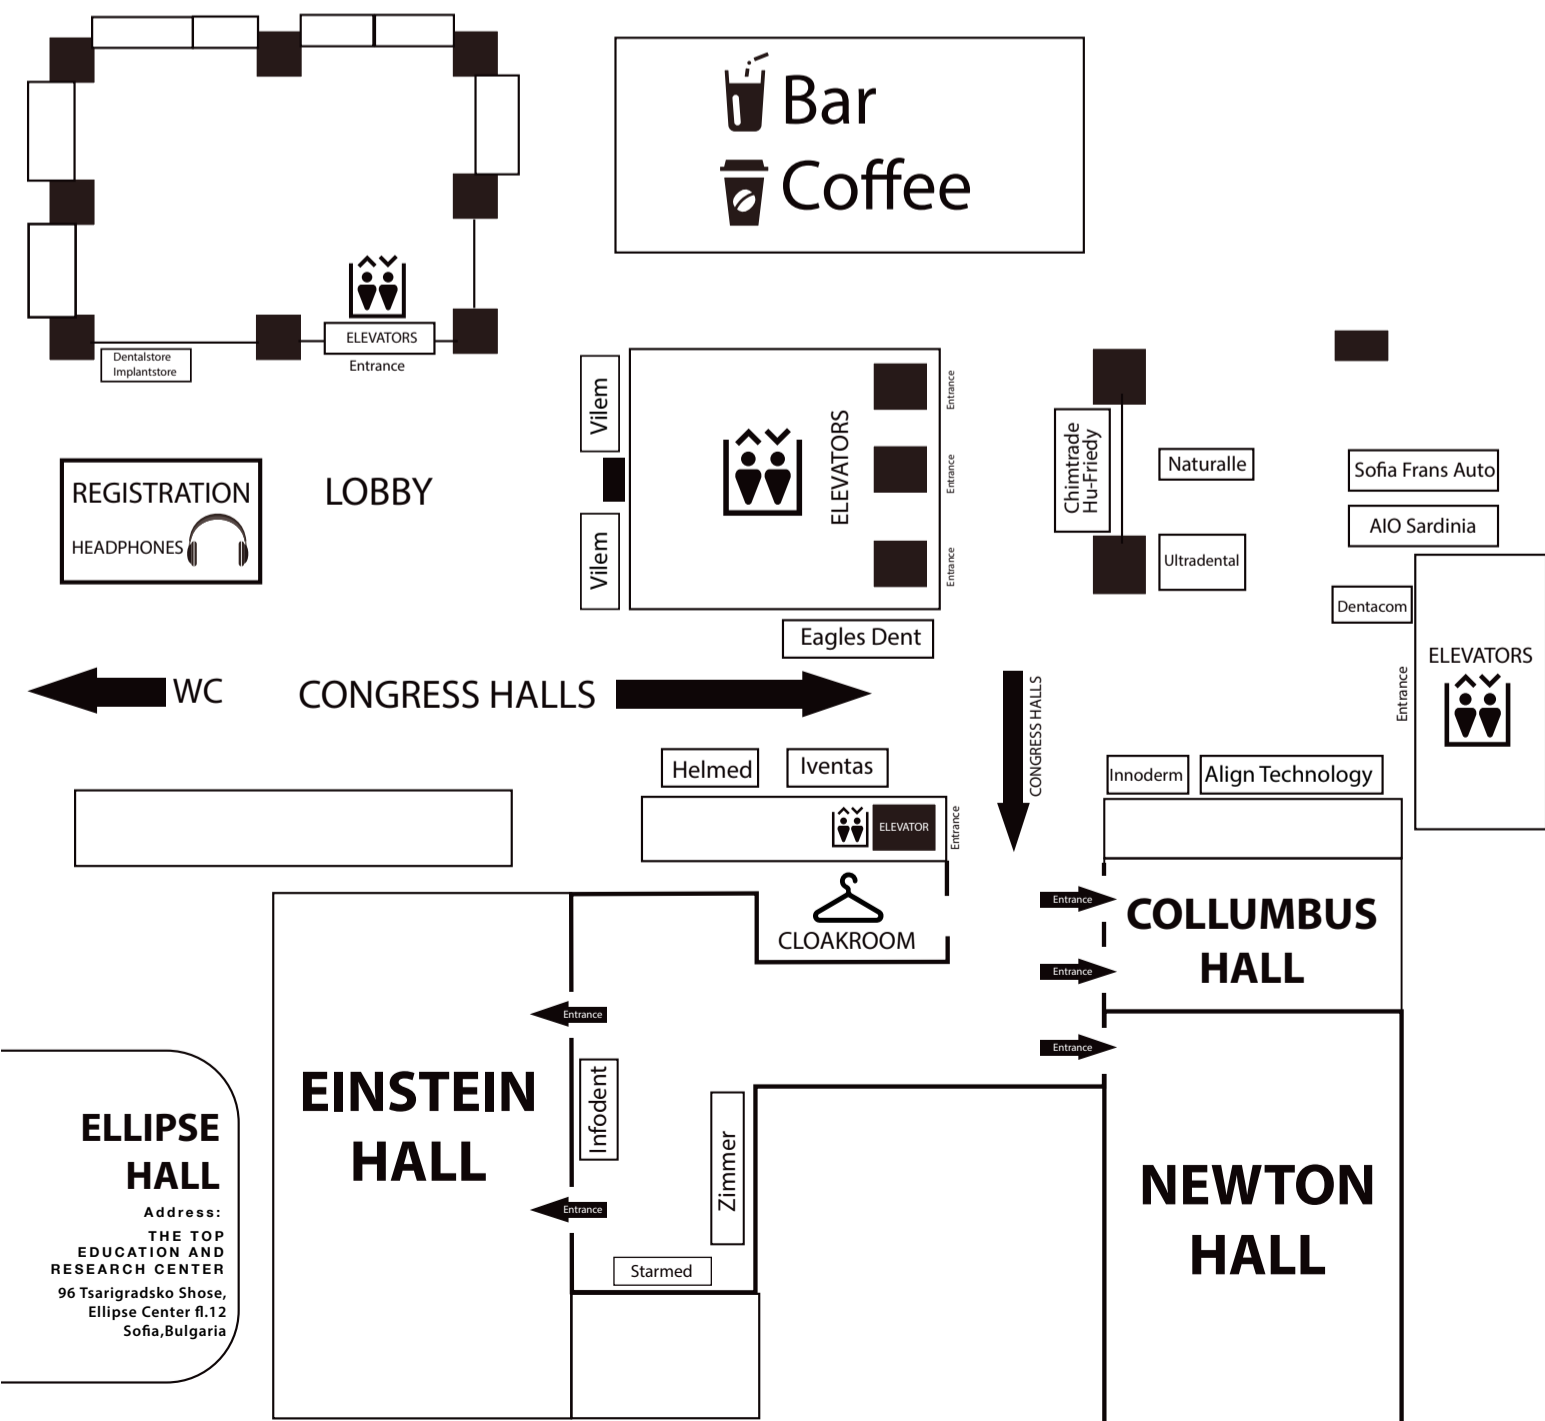 Bar
Coffee
ELEVATORS
Entrance
Dentalstore
Implantstore
REGISTRATION
HEADPHONES
LOBBY
Vilem
Vilem
ELEVATORS
Entrance
Entrance
Entrance
Eagles Dent
Chimtrade
Hu-Friedy
Naturalle
Ultradental
Sofia Frans Auto
AIO Sardinia
Dentacom
ELEVATORS
Entrance
WC
CONGRESS HALLS
CONGRESS HALLS
Helmed
Iventas
Innoderm
Align Technology
ELEVATOR
Entrance
CLOAKROOM
Entrance
Entrance
Entrance
COLLUMBUS
HALL
Entrance
EINSTEIN
HALL
Infodent
Zimmer
Entrance
Starmed
NEWTON
HALL
ELLIPSE
HALL
Address:
THE TOP
EDUCATION AND
RESEARCH CENTER
96 Tsarigradsko Shose,
Ellipse Center fl.12
Sofia,Bulgaria